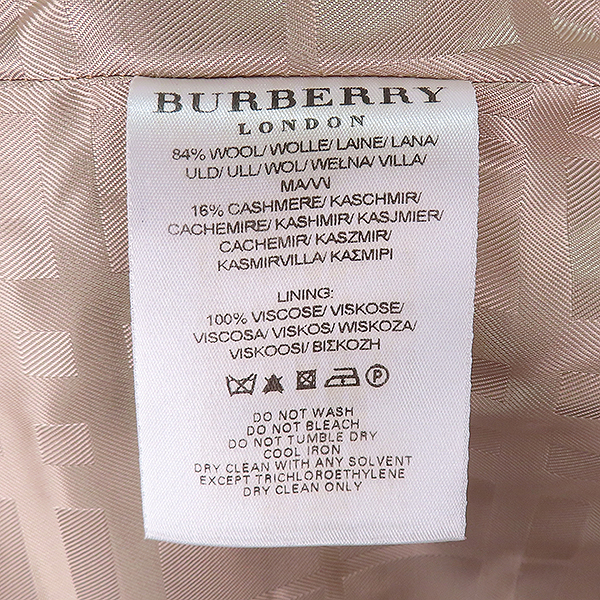 BURBERRY
LONDON
84% WOOL/ WOLLE/ LAINE/ LANA/
ULD/ ULL/ WOL/ WEŁNA/ VILLA/
ΜΑΛΛΙ
16% CASHMERE/ KASCHMIR/
CACHEMIRE/ KASHMIR/ KASJMIER/
CACHEMIR/ KASZMIR/
KASMIRVILLA/ ΚΑΣΜΙΡΙ
LINING:
100% VISCOSE/ VISKOSE/
VISCOSA/ VISKOS/ WISKOZA/
VISKOOSI/ ΒΙΣΚΟΖΗ
P
DO NOT WASH
DO NOT BLEACH
DO NOT TUMBLE DRY
COOL IRON
DRY CLEAN WITH ANY SOLVENT
EXCEPT TRICHLOROETHYLENE
DRY CLEAN ONLY